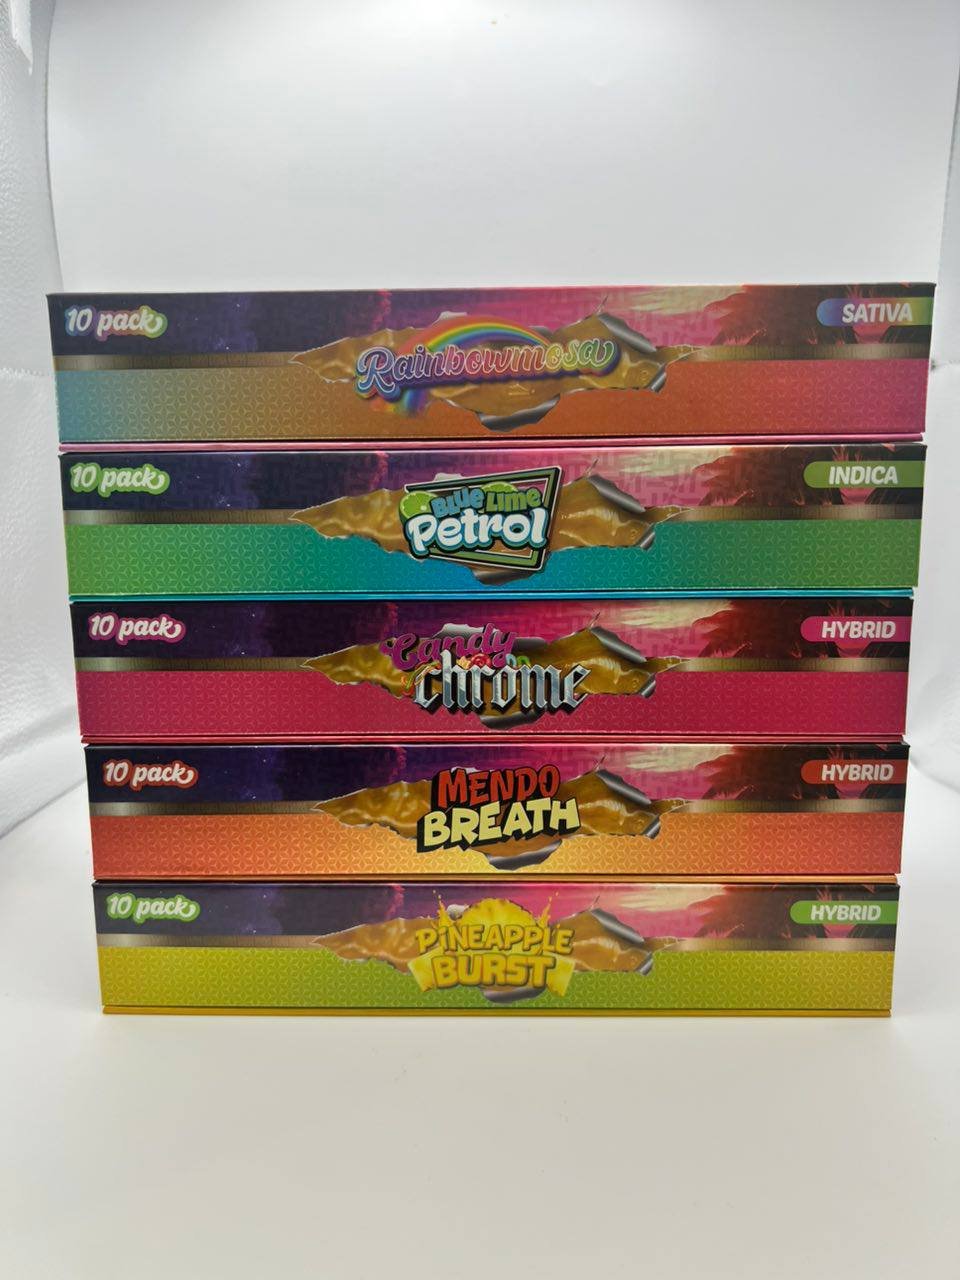 10 pack
Rainbowmosa
SATIVA
10 pack
Blue Lime
Petrol
INDICA
10 pack
Candy
chrome
HYBRID
10 pack
MENDO
BREATH
HYBRID
10 pack
PiNEAPPLE
BURST
HYBRID